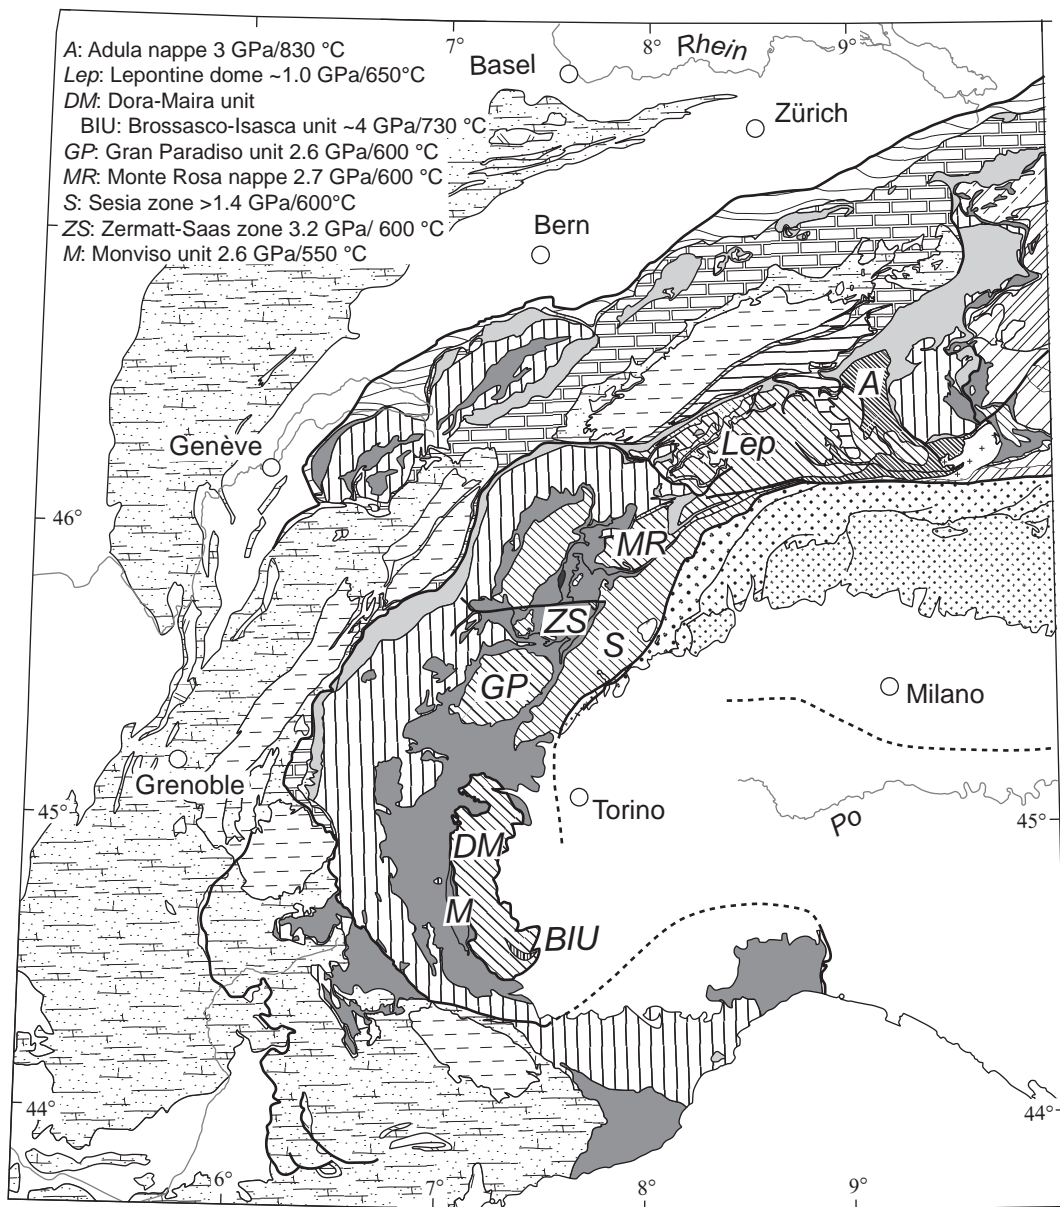 7°
8°
9°
Rhein
A: Adula nappe 3 GPa/830 °C
Lep: Lepontine dome ~1.0 GPa/650°C
DM: Dora-Maira unit
BIU: Brossasco-Isasca unit ~4 GPa/730 °C
GP: Gran Paradiso unit 2.6 GPa/600 °C
MR: Monte Rosa nappe 2.7 GPa/600 °C
S: Sesia zone >1.4 GPa/600°C
ZS: Zermatt-Saas zone 3.2 GPa/ 600 °C
M: Monviso unit 2.6 GPa/550 °C
Basel
Zürich
Bern
A
Lep
Genève
46°
MR
ZS
S
GP
Milano
Grenoble
Torino
45°
Po
45°
DM
M
BIU
44°
44°
6°
7°
8°
9°